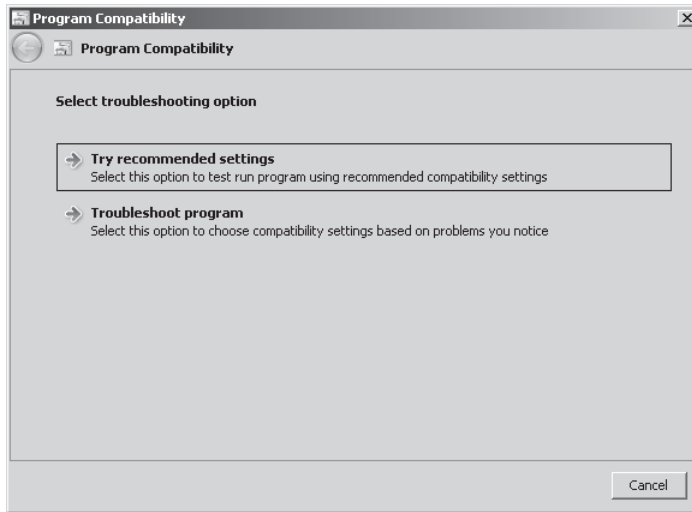 Program Compatibility
Program Compatibility
Select troubleshooting option
Try recommended settings
Select this option to test run program using recommended compatibility settings
Troubleshoot program
Select this option to choose compatibility settings based on problems you notice
Cancel